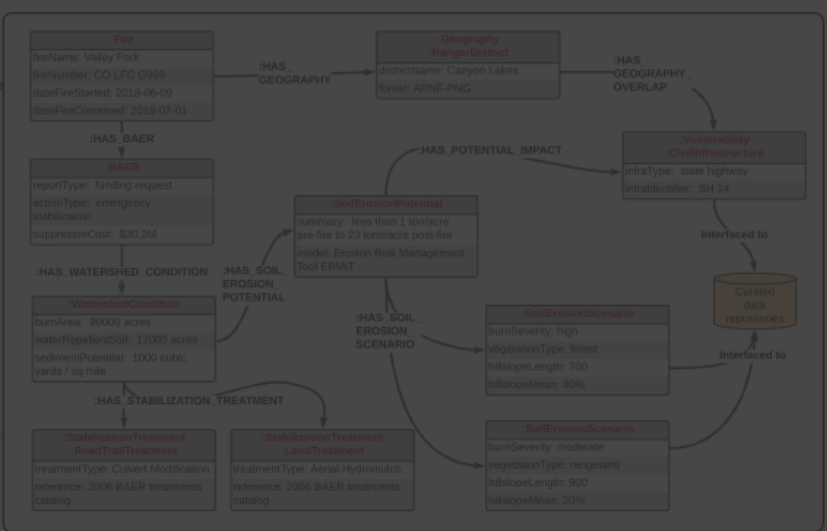 :Fire
fireName: Valley Park
fireNumber: CO LFC G999
dateFireStarted: 2018-06-09
dateFireContained: 2018-07-01
:HAS_
GEOGRAPHY
:Geography
:RangerDistrict
districtName: Canyon Lakes
forest: ARNF-PNG
:HAS_
GEOGRAPHY_
OVERLAP
:HAS_BAER
:BAER
reportType: funding request
actionType: emergency
stabilizatoin
suppresionCost: $30.2M
:HAS_POTENTIAL_IMPACT
:Vulnerability
:CivilInfrastructure
infraType: state highway
infraIdentifier: SH 14
:SoilErosionPotential
summary: less than 1 ton/acre
pre-fire to 23 tons/acre post-fire
model: Erosion Risk Management
Tool ERMiT
Interfaced to
:HAS_WATERSHED_CONDITION
:HAS_SOIL_
EROSION_
POTENTIAL
Curated
data
repositories
:WatershedCondition
burnArea: 80000 acres
waterRepellentSoil: 12000 acres
sedimentPotential: 1000 cubic
yards / sq mile
:HAS_SOIL_
EROSION_
SCENARIO
:SoilErosionScenario
burnSeverity: high
vegetationType: forest
hillslopeLength: 700
hillslopeMean: 40%
Interfaced to
:HAS_STABILIZATION_TREATMENT
:StabilizationTreatment
:RoadTrailTreatment
treatmentType: Culvert Modification
reference: 2006 BAER treatments
catalog
:StabilizationTreatment
:LandTreatment
treatmentType: Aerial Hydromulch
reference: 2006 BAER treatments
catalog
:SoilErosionScenario
burnSeverity: moderate
vegetationType: rangeland
hillslopeLength: 900
hillslopeMean: 20%